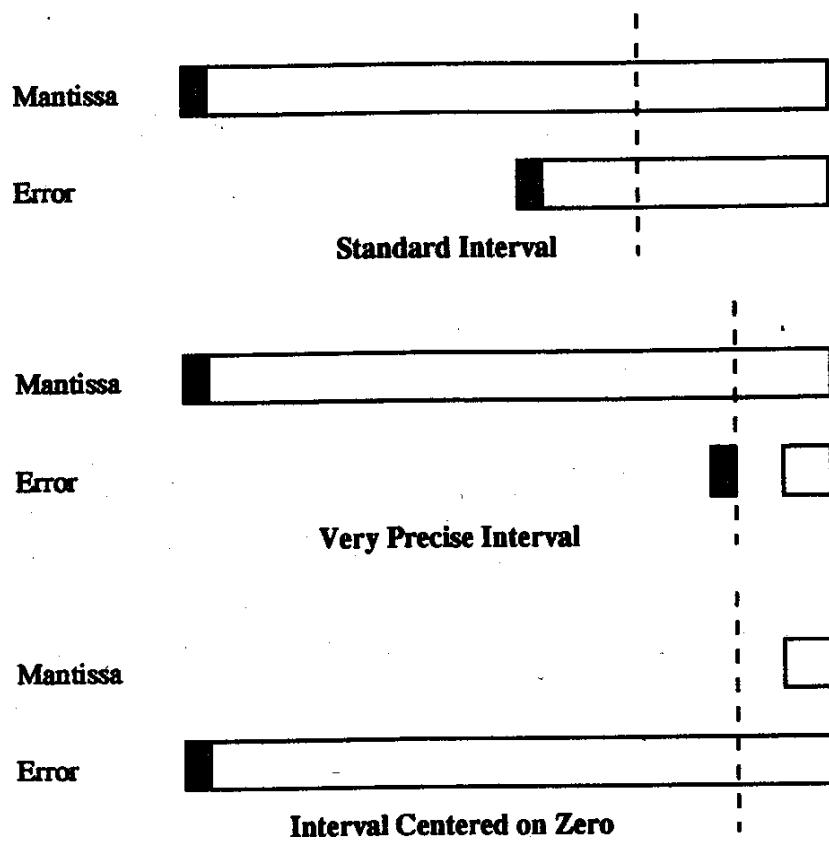 Mantissa
Error
Standard Interval
Mantissa
Error
Very Precise Interval
Mantissa
Error
Interval Centered on Zero